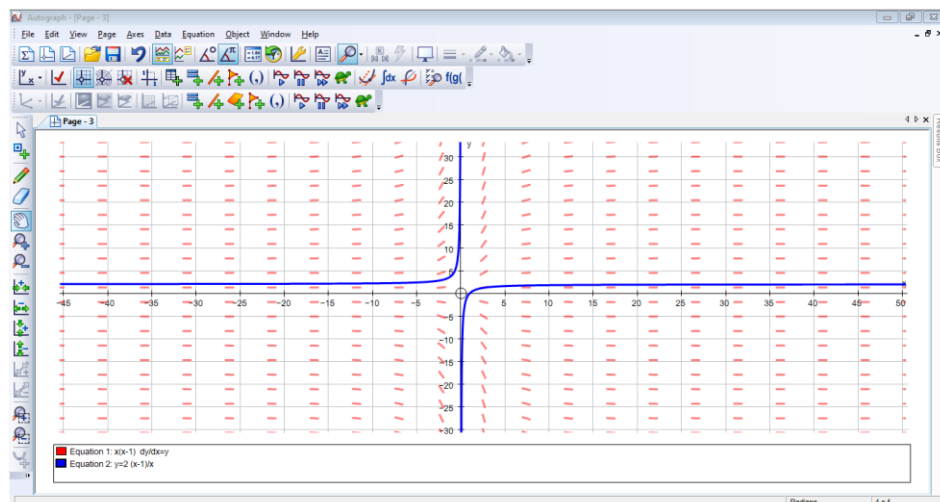 Autograph - [Page - 3]
File Edit View Page Axes Data Equation Object Window Help
Page - 3
y
30
25
20
15
10
5
-45 -40 -35 -30 -25 -20 -15 -10 -5 5 10 15 20 25 30 35 40 45 50
-5
-10
-15
-20
-25
-30
Equation 1: x(x-1) dy/dx=y
Equation 2: y=2 (x-1)/x